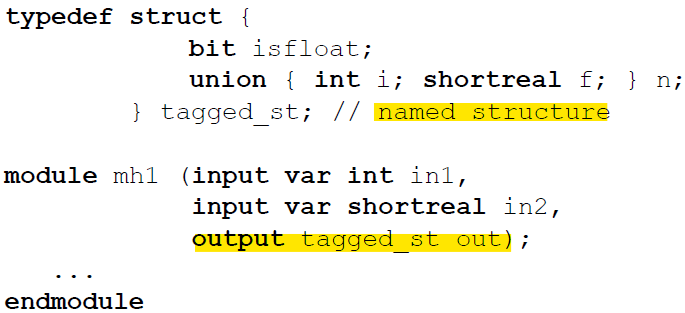 typedef struct {
bit isfloat;
union { int i; shortreal f; } n;
} tagged_st; // named structure
module mh1 (input var int in1,
input var shortreal in2,
output tagged_st out);
...
endmodule